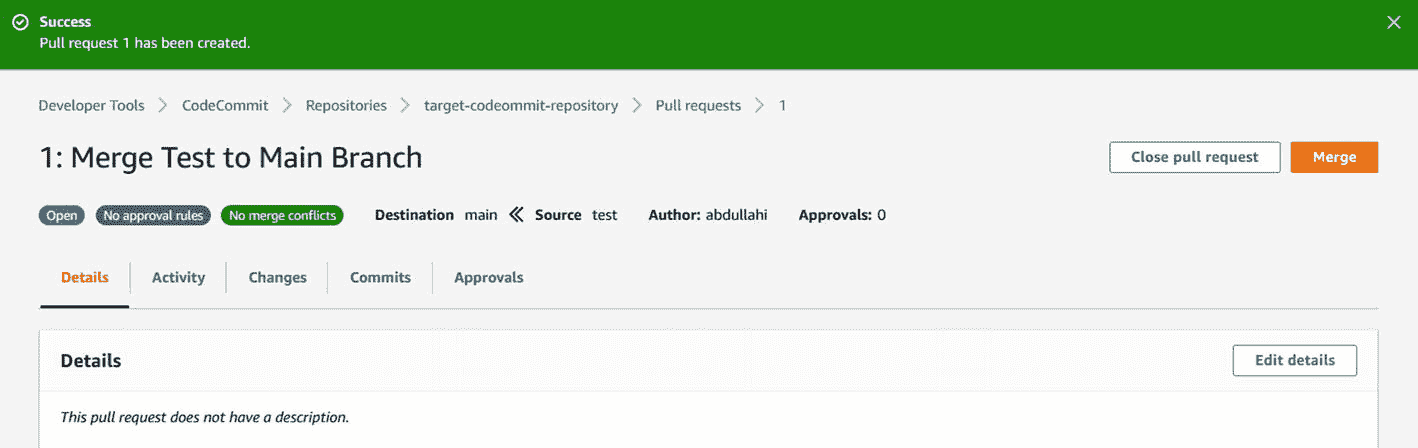 Success
Pull request 1 has been created.
Developer Tools > CodeCommit > Repositories > target-codeommit-repository > Pull requests > 1
1: Merge Test to Main Branch
Close pull request
Merge
Open No approval rules No merge conflicts Destination main Source test Author: abdullahi Approvals: 0
Details Activity Changes Commits Approvals
Details
Edit details
This pull request does not have a description.